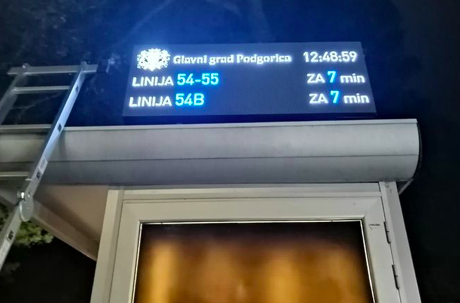 Glavni grad Podgorica 12:48:59
LINIJA 54-55 ZA 7 min
LINIJA 54B ZA 7 min